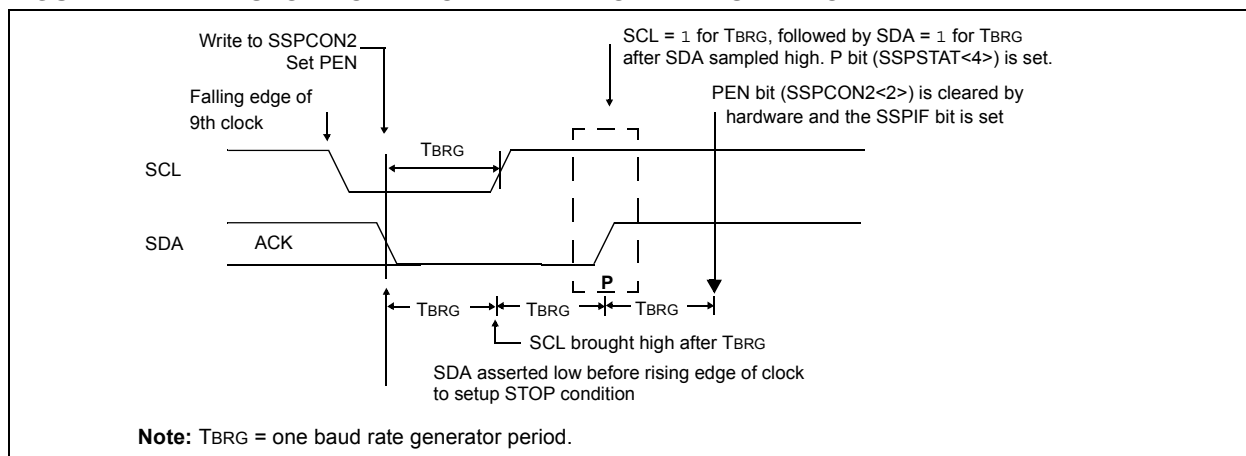 Write to SSPCON2
Set PEN
SCL = 1 for TBRG, followed by SDA = 1 for TBRG
after SDA sampled high. P bit (SSPSTAT<4>) is set.
Falling edge of
9th clock
PEN bit (SSPCON2<2>) is cleared by
hardware and the SSPIF bit is set
TBRG
SCL
SDA
ACK
P
TBRG
TBRG
TBRG
SCL brought high after TBRG
SDA asserted low before rising edge of clock
to setup STOP condition
Note: TBRG = one baud rate generator period.